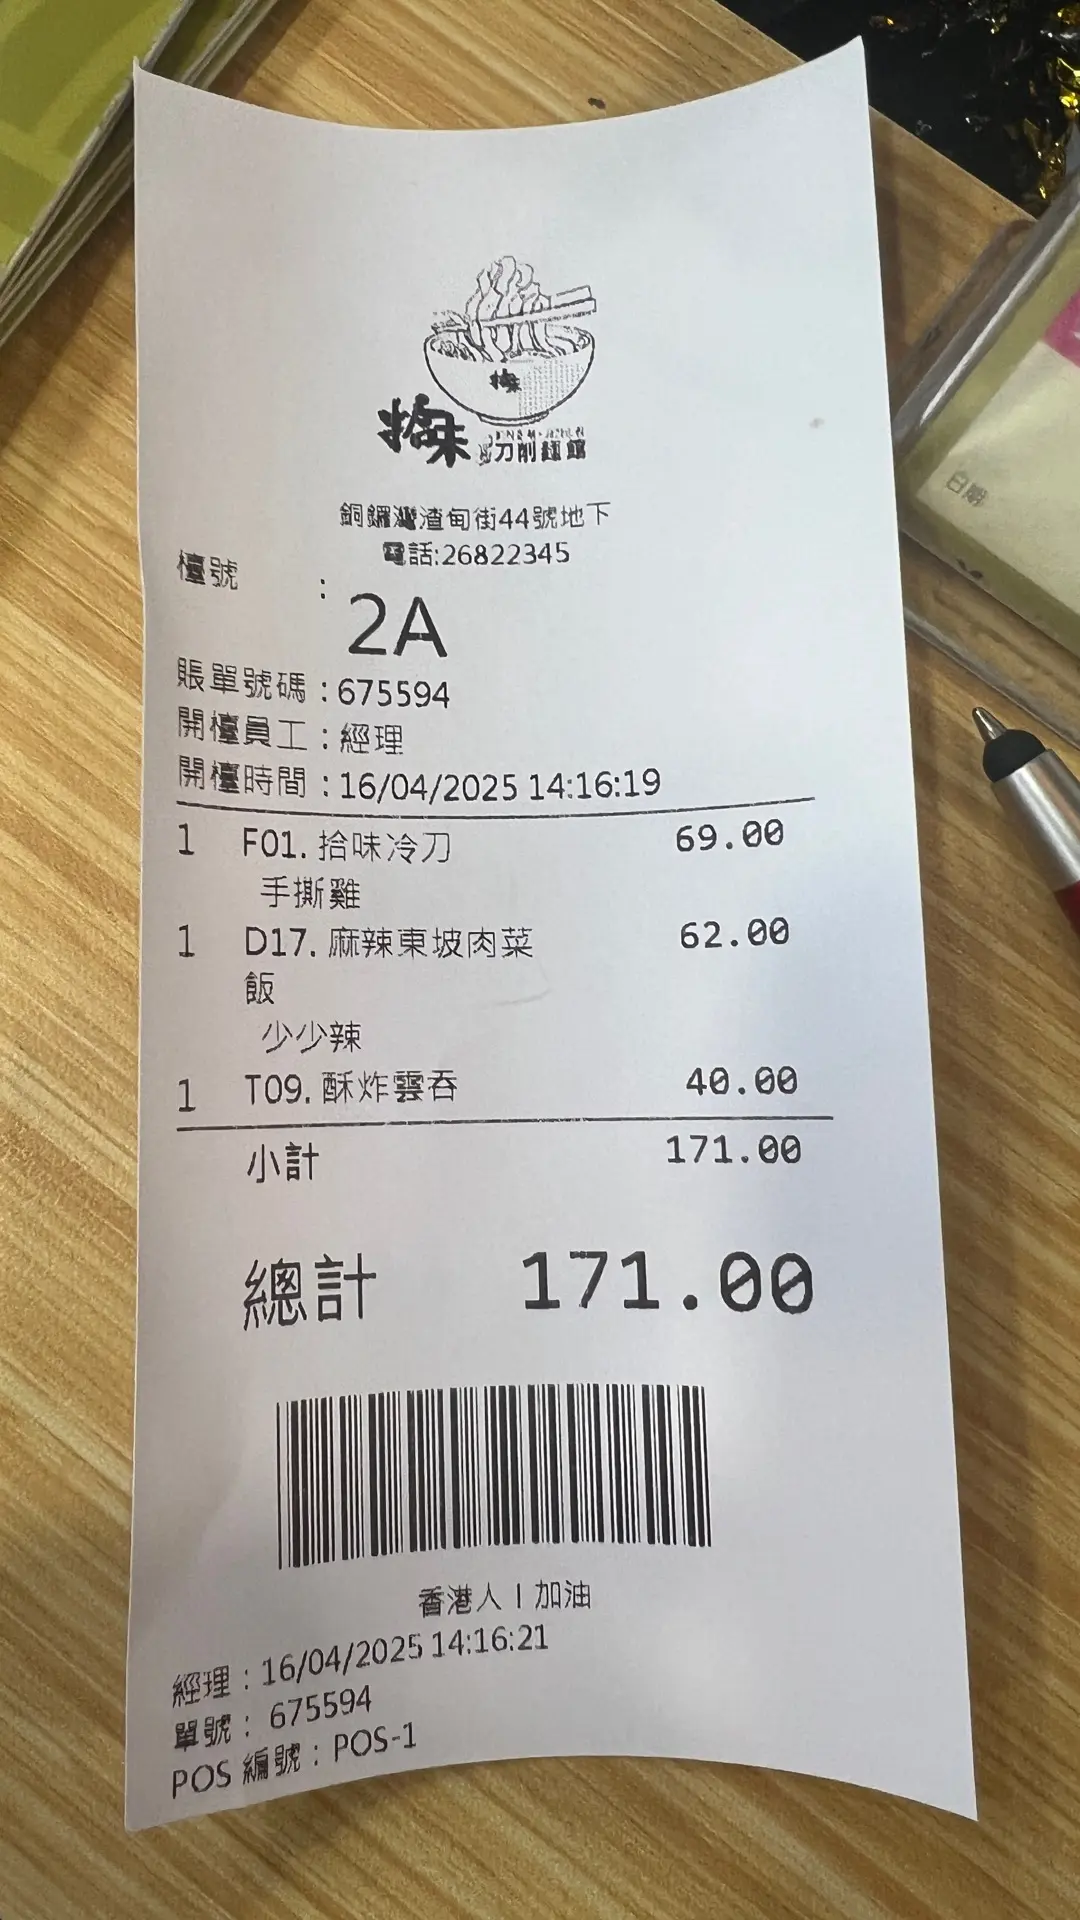 拾味
刀削麵館
銅鑼灣渣甸街44號地下
電話:26822345
檯號 :
2A
賬單號碼 : 675594
開檯員工 : 經理
開檯時間 : 16/04/2025 14:16:19
1 F01. 拾味冷刀 69.00
手撕雞
1 D17. 麻辣東坡肉菜 62.00
飯
少少辣
1 T09. 酥炸雲吞 40.00
小計 171.00
總計 171.00
香港人 I 加油
經理 : 16/04/2025 14:16:21
單號 : 675594
POS 編號 : POS-1
日期